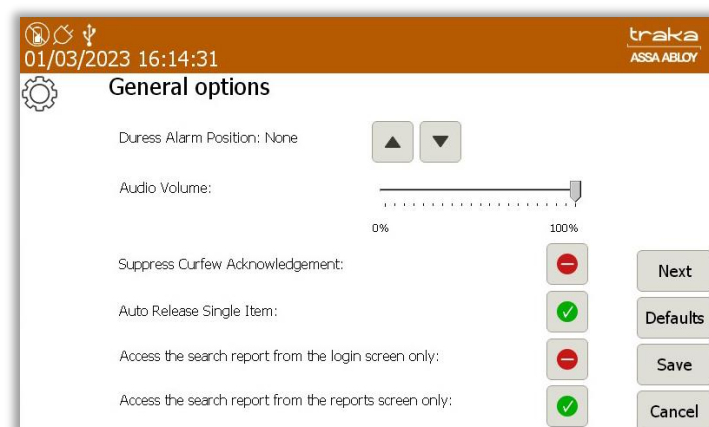 traka
01/03/2023 16:14:31
ASSA ABLOY
General options
Duress Alarm Position: None
Audio Volume:
0%
100%
Suppress Curfew Acknowledgement:
Next
Auto Release Single Item:
Defaults
Access the search report from the login screen only:
Save
Access the search report from the reports screen only:
Cancel